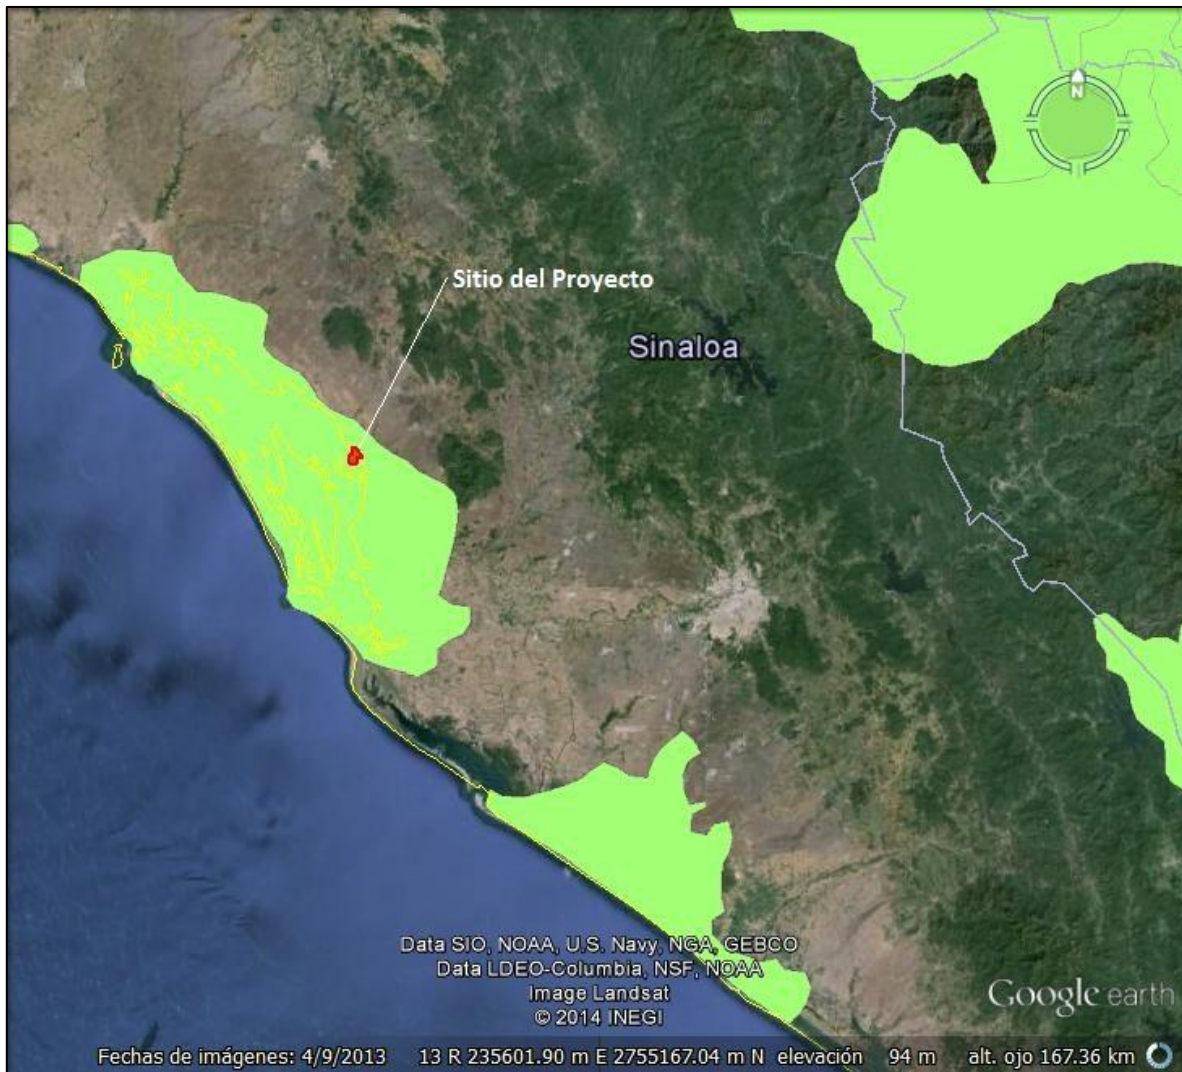 N
Sitio del Proyecto
Sinaloa
Data SIO, NOAA, U.S. Navy, NGA, GEBCO
Data LDEO-Columbia, NSF, NOAA
Image Landsat
© 2014 INEGI
Google earth
Fechas de imágenes: 4/9/2013 13 R 235601.90 m E 2755167.04 m N elevación 94 m alt. ojo 167.36 km